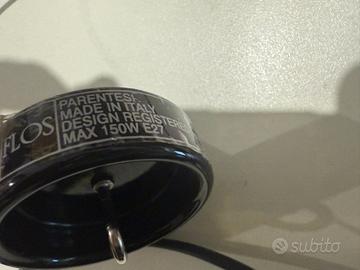 FLOS
PARENTESI
MADE IN ITALY
DESIGN REGISTERED
MAX 150W E27
subito